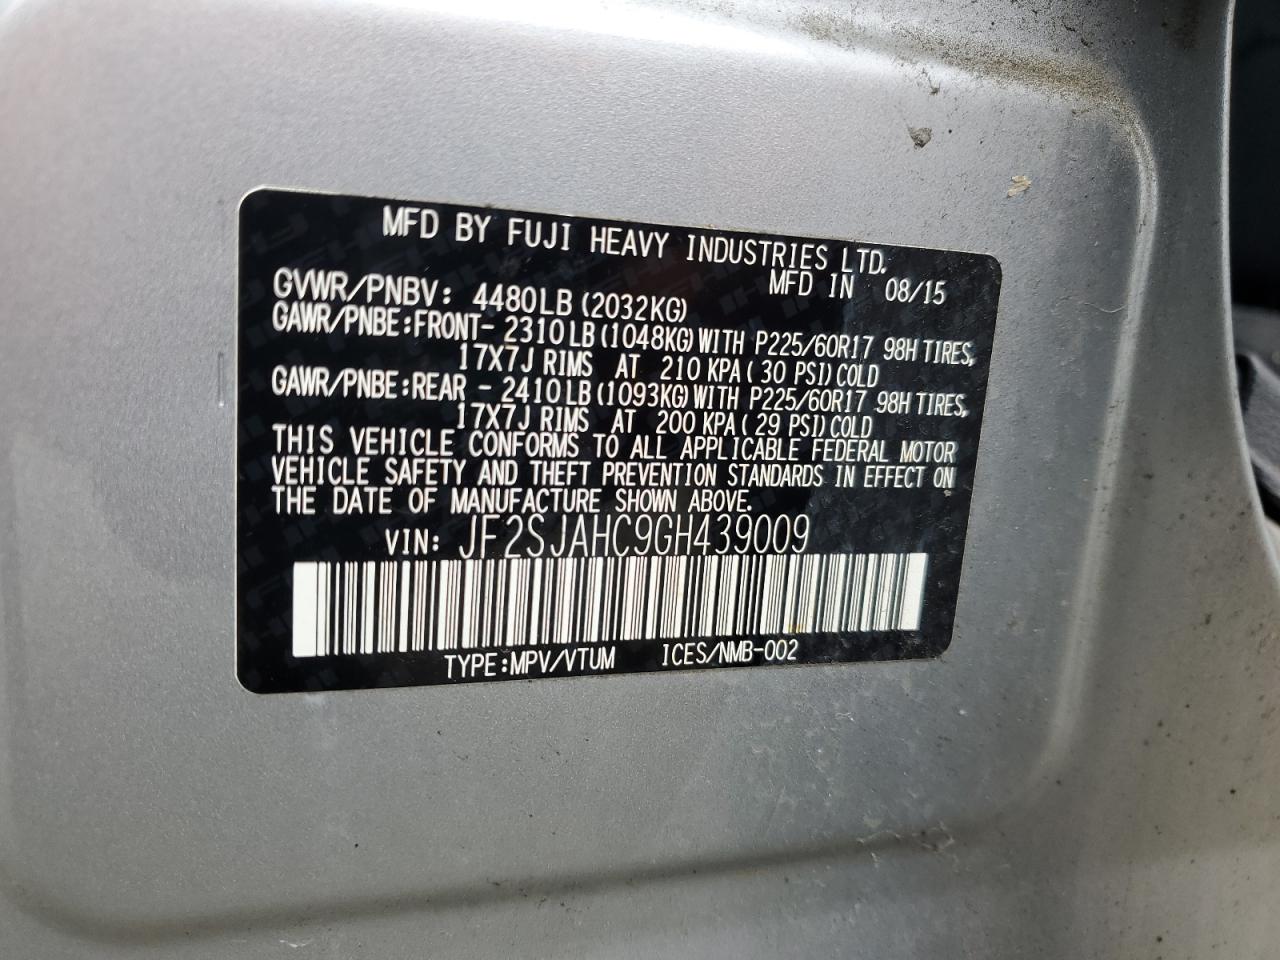 MFD BY FUJI HEAVY INDUSTRIES LTD.
MFD IN 08/15
GVWR/PNBV: 4480LB (2032KG)
GAWR/PNBE:FRONT- 2310LB (1048KG) WITH P225/60R17 98H TIRES,
17X7J RIMS AT 210 KPA ( 30 PSI) COLD
GAWR/PNBE:REAR - 2410LB (1093KG) WITH P225/60R17 98H TIRES,
17X7J RIMS AT 200 KPA ( 29 PSI) COLD
THIS VEHICLE CONFORMS TO ALL APPLICABLE FEDERAL MOTOR
VEHICLE SAFETY AND THEFT PREVENTION STANDARDS IN EFFECT ON
THE DATE OF MANUFACTURE SHOWN ABOVE.
VIN: JF2SJAHC9GH439009
TYPE:MPV/VTUM ICES/NMB-002